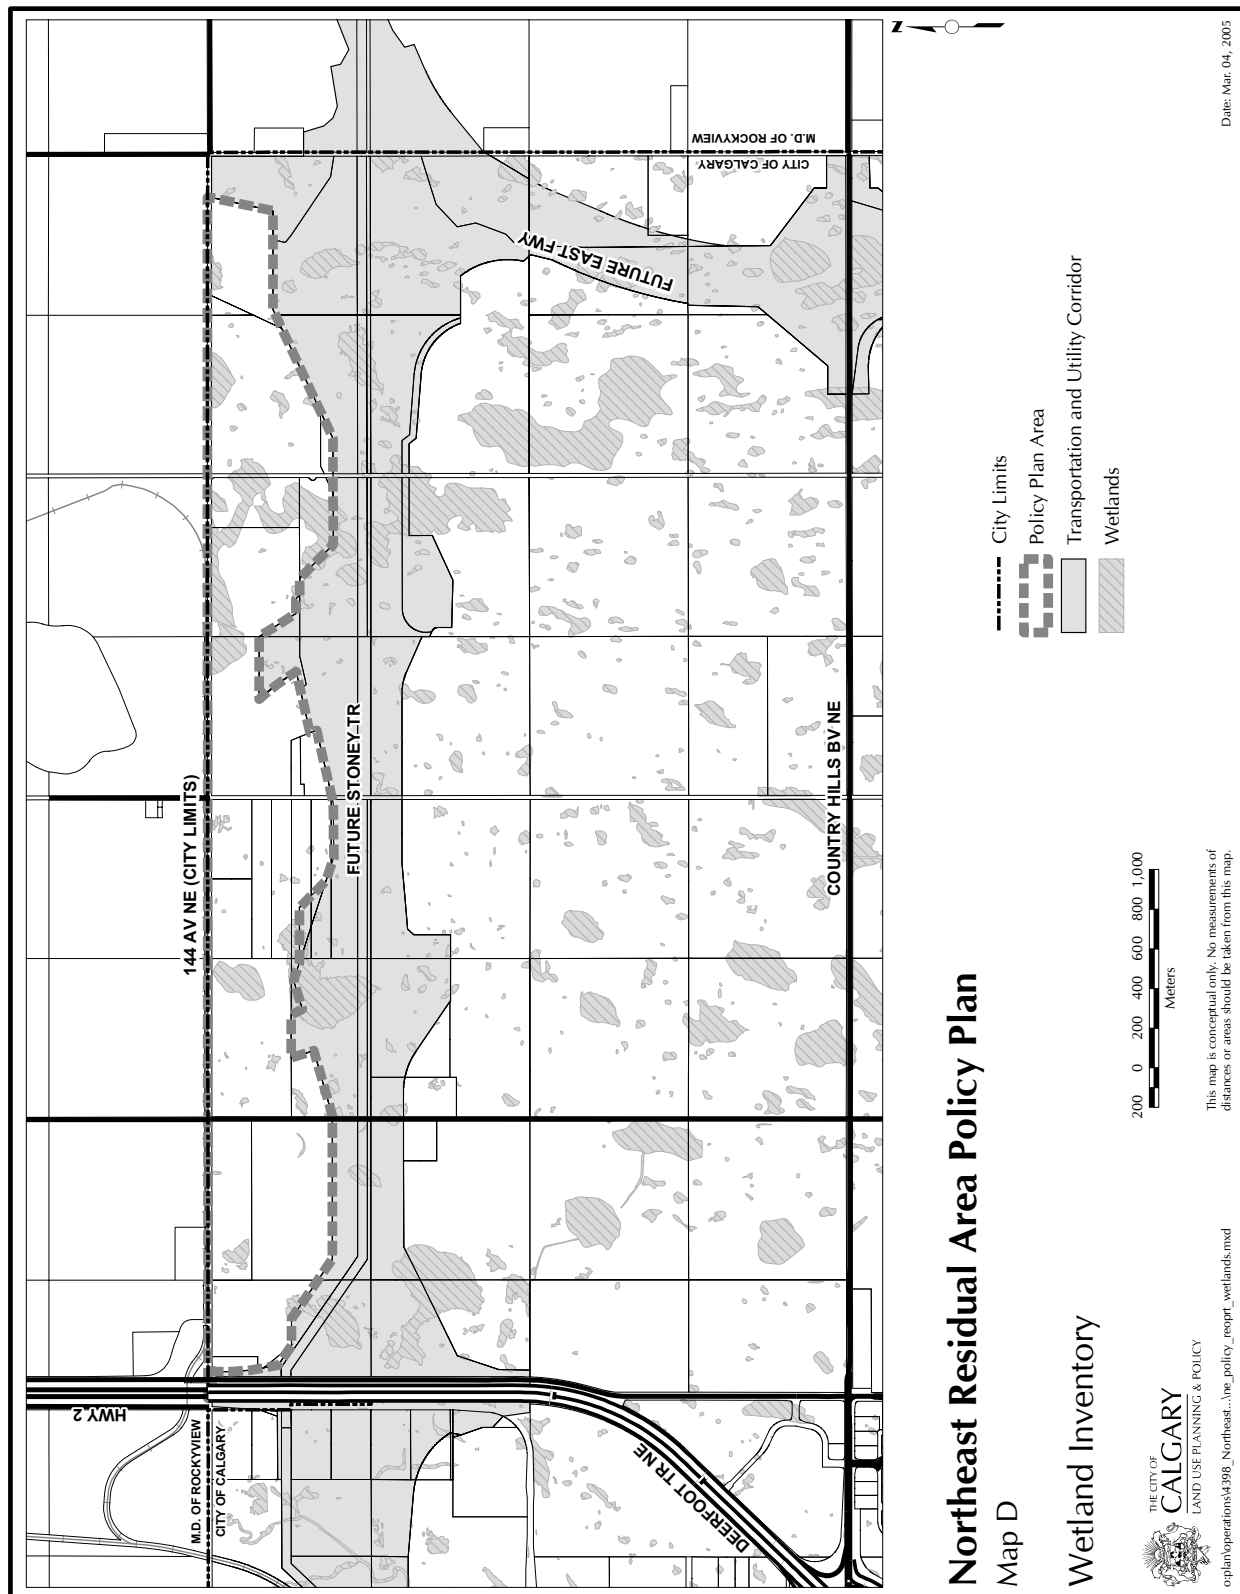 HWY 2
M.D. OF ROCKYVIEW
CITY OF CALGARY
144 AV NE (CITY LIMITS)
FUTURE STONEY TR
M.D. OF ROCKYVIEW
CITY OF CALGARY
FUTURE EAST FWY
DEERFOOT TR NE
COUNTRY HILLS BV NE
Northeast Residual Area Policy Plan
Map D
Wetland Inventory
THE CITY OF
CALGARY
LAND USE PLANNING & POLICY
o:\plan\operations\4398_Northeast...\ne_policy_reoprt_wetlands.mxd
200 0 200 400 600 800 1,000
Meters
This map is conceptual only. No measurements of
distances or areas should be taken from this map.
City Limits
Policy Plan Area
Transportation and Utility Corridor
Wetlands
Z
Date: Mar. 04, 2005